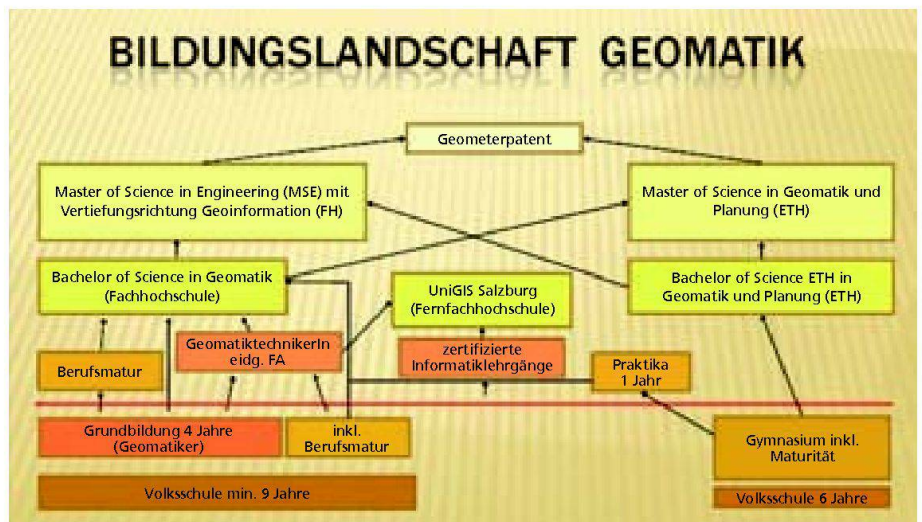 BILDUNGSLANDSCHAFT GEOMATIK
Geometerpatent
Master of Science in Engineering (MSE) mit
Vertiefungsrichtung Geoinformation (FH)
Master of Science in Geomatik und
Planung (ETH)
Bachelor of Science in Geomatik
(Fachhochschule)
UniGIS Salzburg
(Fernfachhochschule)
Bachelor of Science ETH in
Geomatik und Planung (ETH)
Berufsmatur
GeomatiktechnikerIn
eidg. FA
zertifizierte
Informatiklehrgänge
Praktika
1 Jahr
Grundbildung 4 Jahre
(Geomatiker)
inkl.
Berufsmatur
Gymnasium inkl.
Maturität
Volksschule min. 9 Jahre
Volksschule 6 Jahre